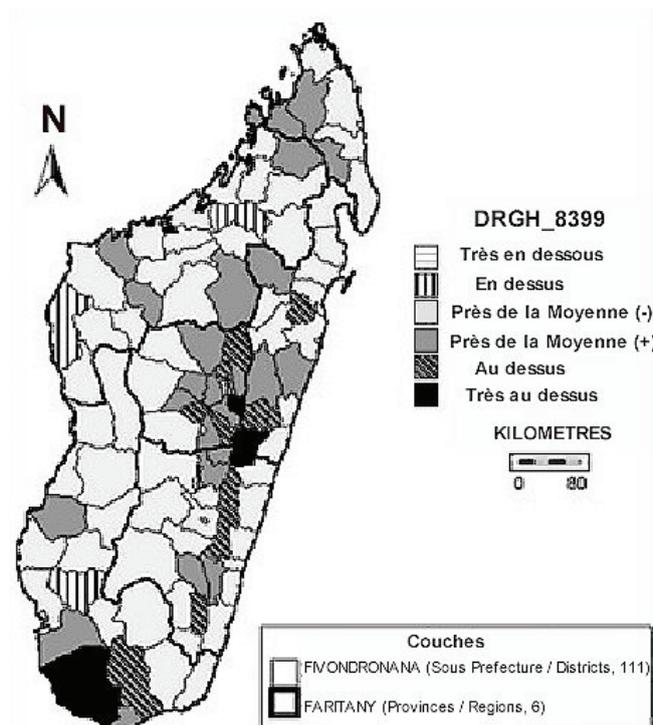 N
DRGH_8399
Très en dessous
En dessus
Près de la Moyenne (-)
Près de la Moyenne (+)
Au dessus
Très au dessus
KILOMETRES
0 80
Couches
FIVONDRONANA (Sous Prefecture / Districts, 111)
FARITANY (Provinces / Regions, 6)